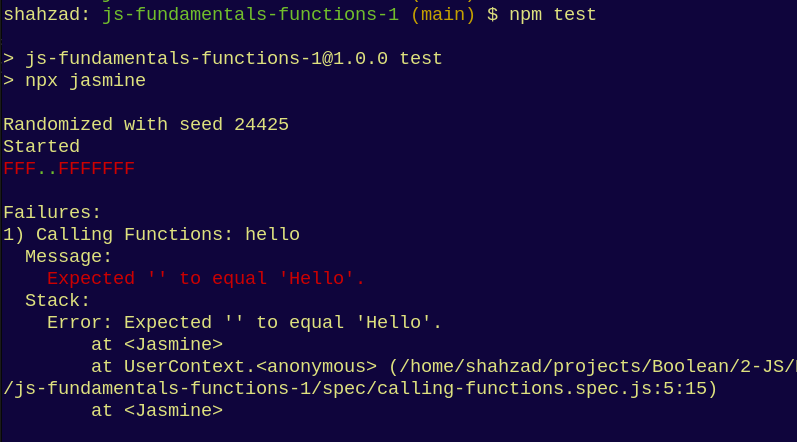 shahzad: js-fundamentals-functions-1 (main) $ npm test
> js-fundamentals-functions-1@1.0.0 test
> npx jasmine
Randomized with seed 24425
Started
FFF..FFFFFFF
Failures:
1) Calling Functions: hello
Message:
Expected '' to equal 'Hello'.
Stack:
Error: Expected '' to equal 'Hello'.
at <Jasmine>
at UserContext.<anonymous> (/home/shahzad/projects/Boolean/2-JS/
/js-fundamentals-functions-1/spec/calling-functions.spec.js:5:15)
at <Jasmine>